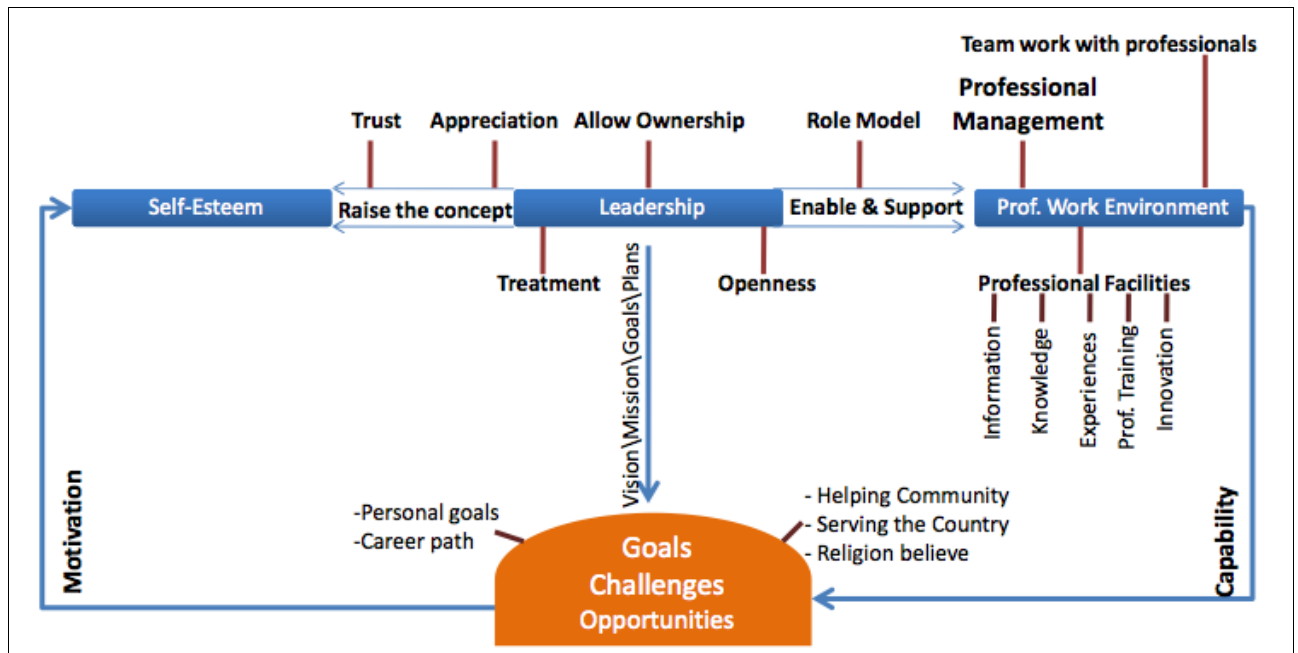 Team work with professionals
Professional
Management
Trust
Appreciation
Allow Ownership
Role Model
Self-Esteem
Raise the concept
Leadership
Enable & Support
Prof. Work Environment
Treatment
Openness
Professional Facilities
Information
Knowledge
Experiences
Prof. Training
Innovation
Vision\Mission\Goals\Plans
Motivation
-Personal goals
-Career path
- Helping Community
- Serving the Country
- Religion believe
Capability
Goals
Challenges
Opportunities